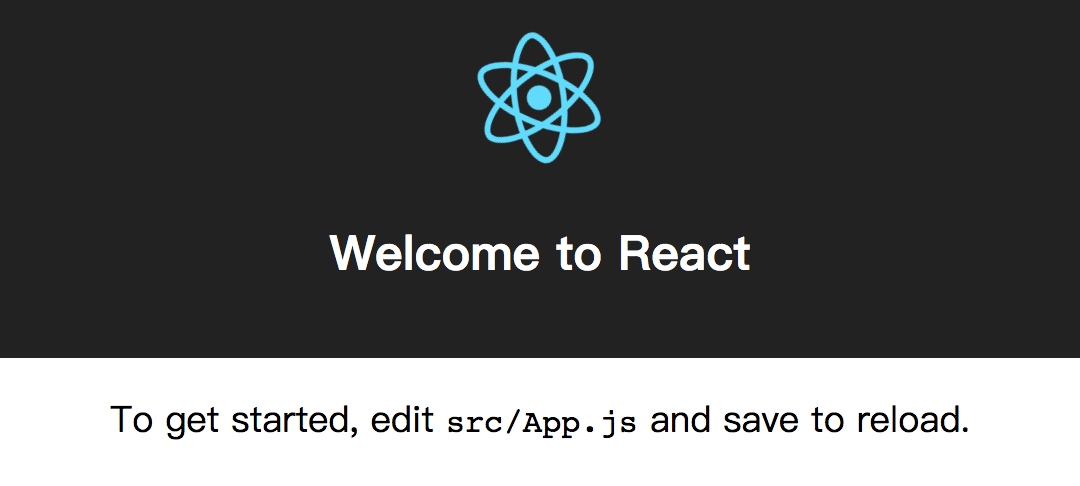 Welcome to React
To get started, edit src/App.js and save to reload.